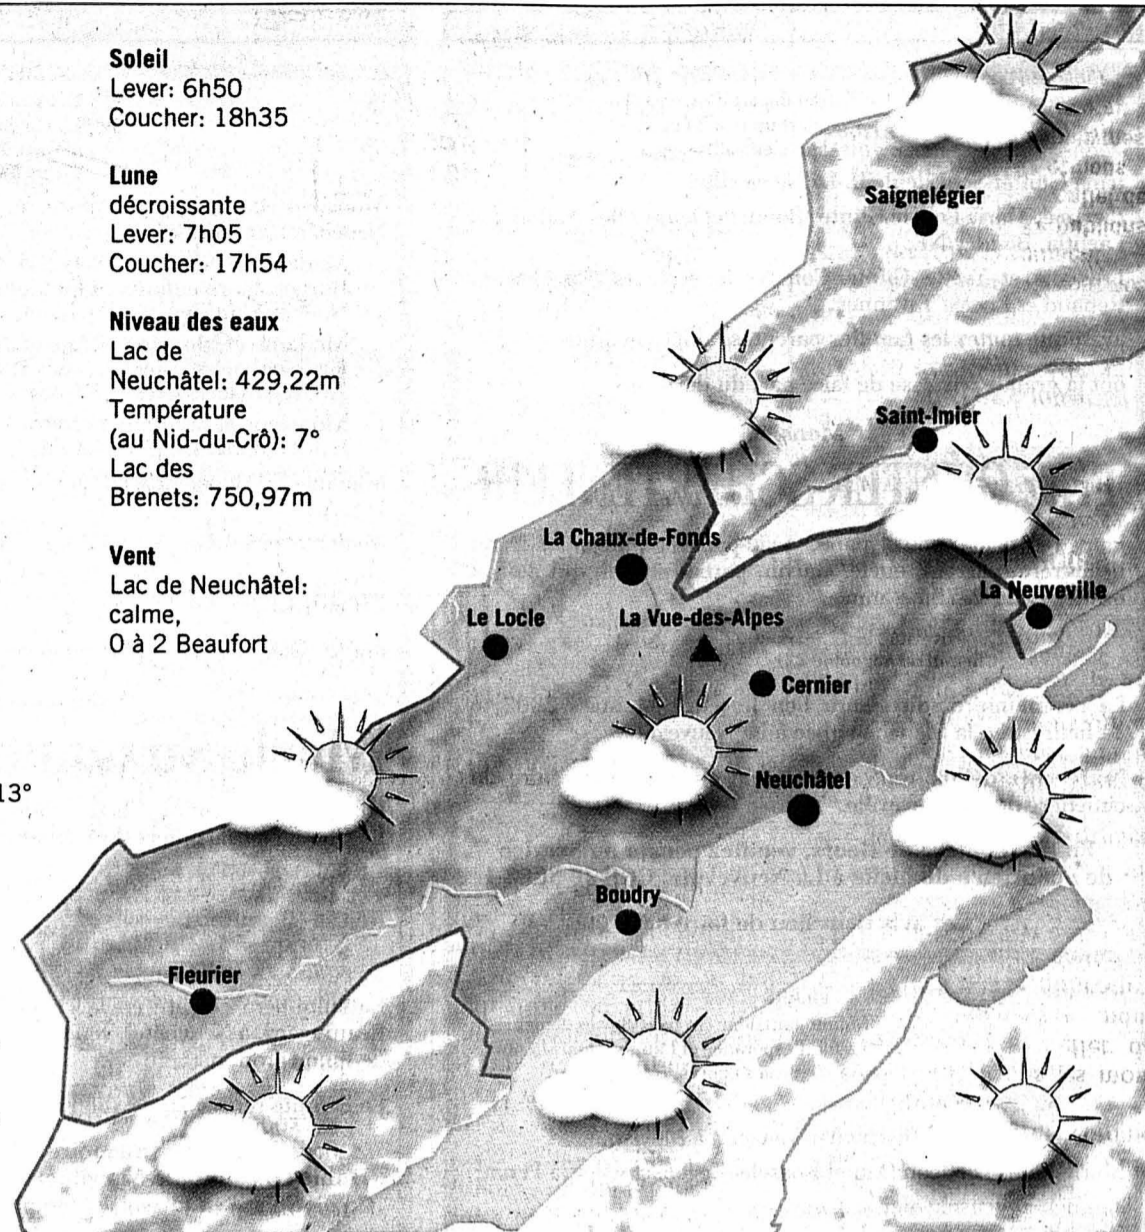 Soleil
Lever: 6h50
Coucher: 18h35
Lune
décroissante
Lever: 7h05
Coucher: 17h54
Niveau des eaux
Lac de
Neuchâtel: 429,22m
Température
(au Nid-du-Crô): 7°
Lac des
Brenets: 750,97m
Vent
Lac de Neuchâtel:
calme,
0 à 2 Beaufort
13°
Saignelégier
Saint-Imier
La Chaux-de-Fonds
La Neuveville
Le Locle
La Vue-des-Alpes
Cernier
Neuchâtel
Boudry
Fleurier